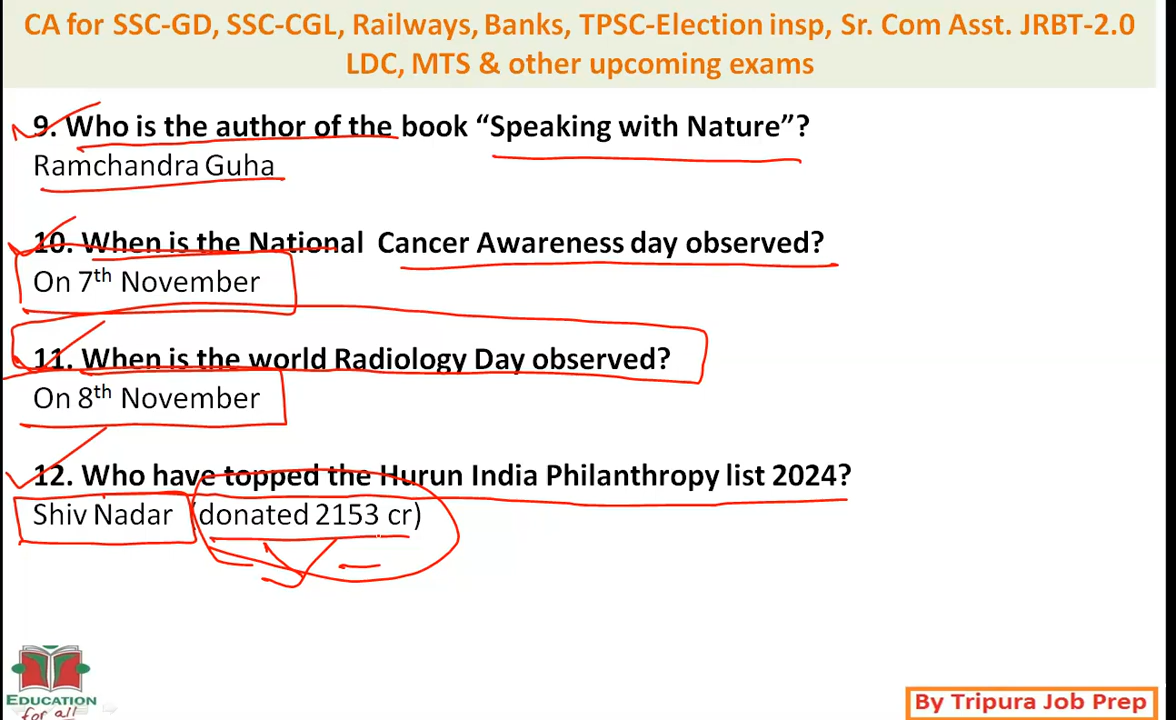 CA for SSC-GD, SSC-CGL, Railways, Banks, TPSC-Election insp, Sr. Com Asst. JRBT-2.0
LDC, MTS & other upcoming exams
9. Who is the author of the book “Speaking with Nature”?
Ramchandra Guha
10. When is the National Cancer Awareness day observed?
On 7th November
11. When is the world Radiology Day observed?
On 8th November
12. Who have topped the Hurun India Philanthropy list 2024?
Shiv Nadar (donated 2153 cr)
EDUCATION
for all
By Tripura Job Prep